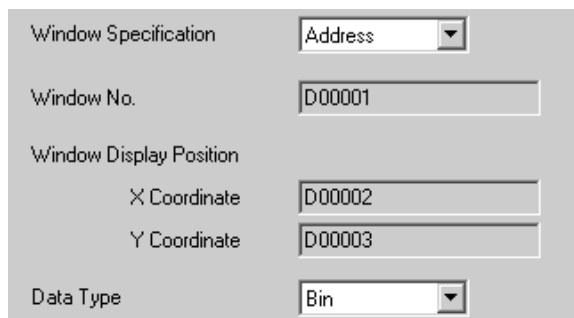 Window Specification Address
Window No. D00001
Window Display Position
X Coordinate D00002
Y Coordinate D00003
Data Type Bin